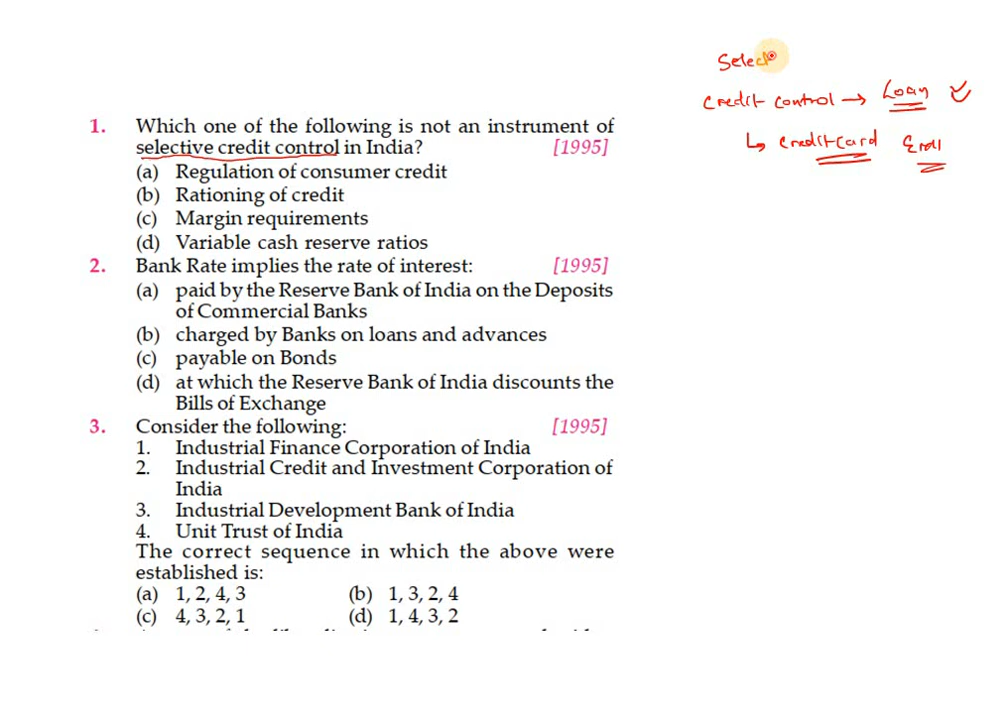 Select
Credit control → Loan
↳ Creditcard
1. Which one of the following is not an instrument of
selective credit control in India? [1995]
(a) Regulation of consumer credit
(b) Rationing of credit
(c) Margin requirements
(d) Variable cash reserve ratios
2. Bank Rate implies the rate of interest: [1995]
(a) paid by the Reserve Bank of India on the Deposits
of Commercial Banks
(b) charged by Banks on loans and advances
(c) payable on Bonds
(d) at which the Reserve Bank of India discounts the
Bills of Exchange
3. Consider the following: [1995]
1. Industrial Finance Corporation of India
2. Industrial Credit and Investment Corporation of
India
3. Industrial Development Bank of India
4. Unit Trust of India
The correct sequence in which the above were
established is:
(a) 1, 2, 4, 3 (b) 1, 3, 2, 4
(c) 4, 3, 2, 1 (d) 1, 4, 3, 2